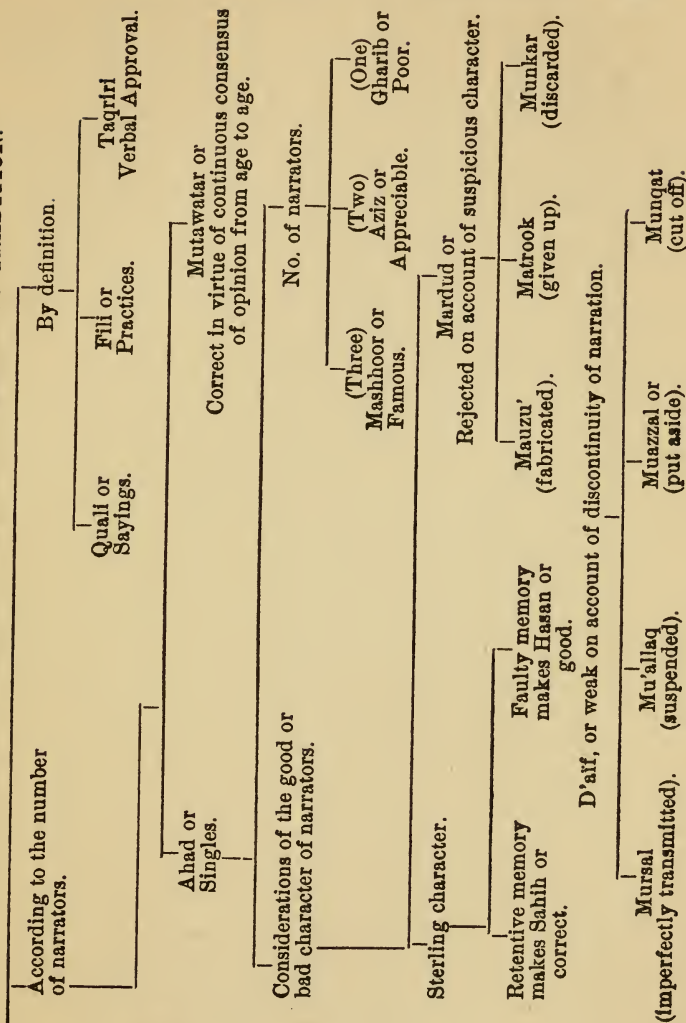 According to the number
of narrators.
By definition.
Quali or
Sayings.
Fili or
Practices.
Taqriri
Verbal Approval.
Ahad or
Singles.
Mutawatar or
Correct in virtue of continuous consensus
of opinion from age to age.
Considerations of the good or
bad character of narrators.
No. of narrators.
(Three)
Mashhoor or
Famous.
(Two)
Aziz or
Appreciable.
(One)
Gharib or
Poor.
Sterling character.
Mardud or
Rejected on account of suspicious character.
Retentive memory
makes Sahih or
correct.
Faulty memory
makes Hasan or
good.
Mauzu'
(fabricated).
Matrook
(given up).
Munkar
(discarded).
D'aïf, or weak on account of discontinuity of narration.
Mursal
(imperfectly transmitted).
Mu'allaq
(suspended).
Muazzal or
(put aside).
Munqat
(cut off).